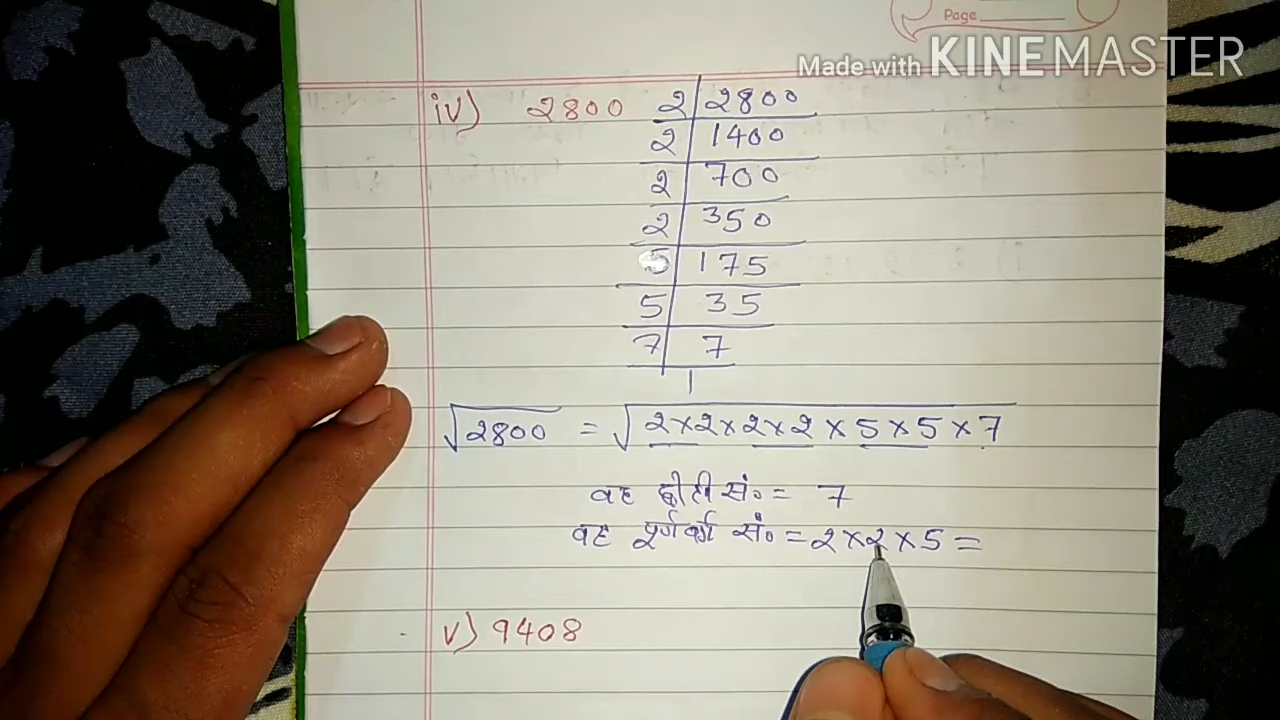 Page
Made with KINEMASTER
iv) 2800 2 | 2800
2 | 1400
2 | 700
2 | 350
5 | 175
5 | 35
7 | 7
1
√2800 = √2×2×2×2×5×5×7
वह छोटी सं० = 7
वह पूर्ण वर्ग सं० = 2×2×5 =
v) 9408